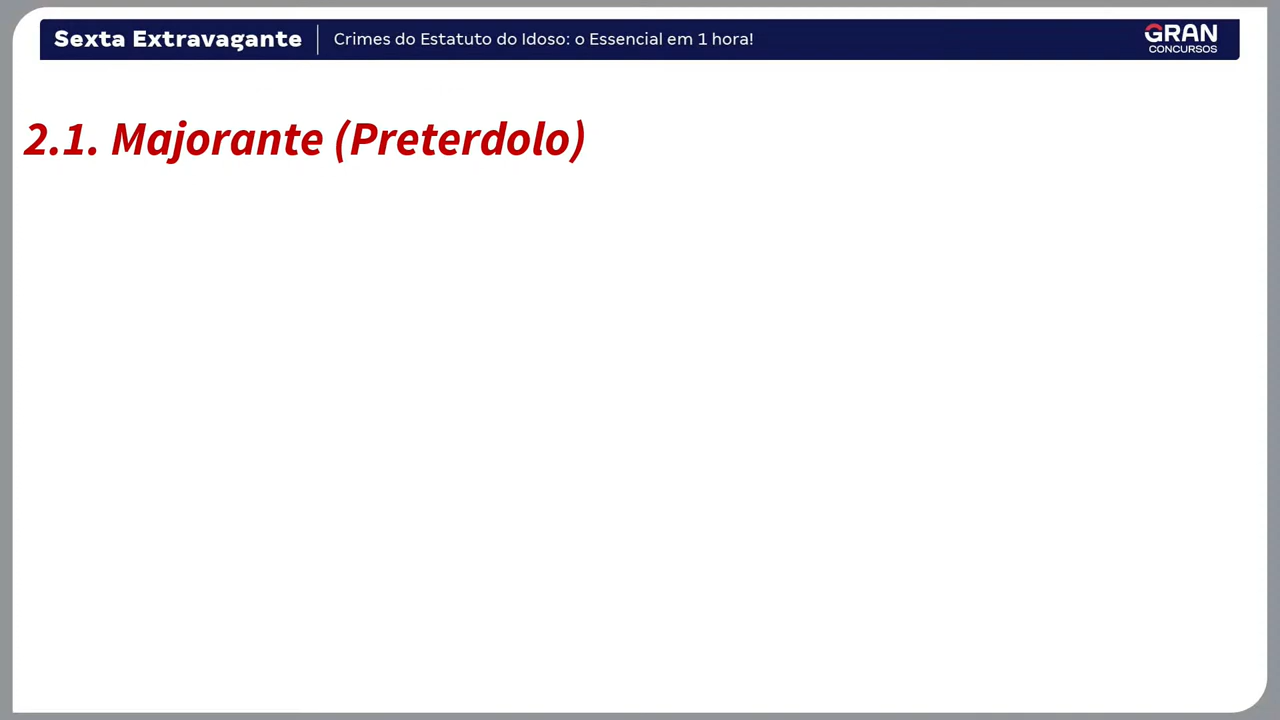 Sexta Extravagante
Crimes do Estatuto do Idoso: o Essencial em 1 hora!
GRAN
CONCURSOS
2.1. Majorante (Preterdolo)